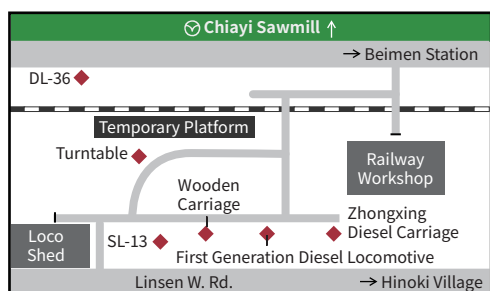 Chiayi Sawmill ↑
→ Beimen Station
DL-36
Temporary Platform
Turntable
Railway
Workshop
Wooden
Carriage
Zhongxing
Diesel Carriage
Loco
Shed
SL-13
First Generation Diesel Locomotive
Linsen W. Rd.
→ Hinoki Village